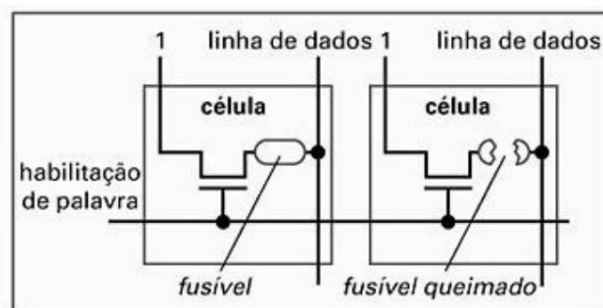 1
linha de dados
1
linha de dados
célula
célula
habilitação
de palavra
fusível
fusível queimado